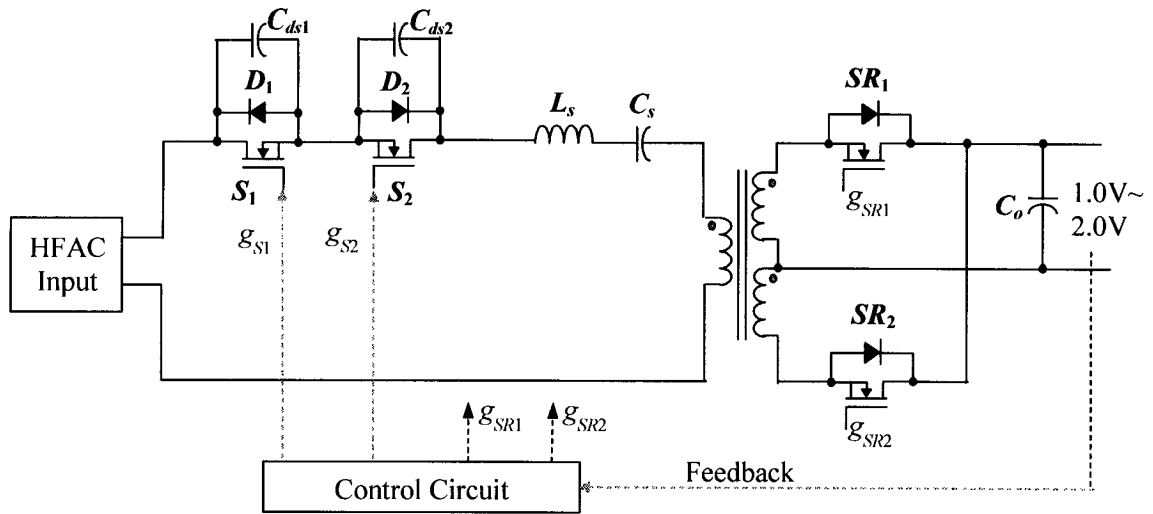 C_ds1
C_ds2
D_1
D_2
L_s
C_s
SR_1
S_1
S_2
g_SR1
C_o
1.0V~
2.0V
HFAC
Input
g_S1
g_S2
SR_2
g_SR1
g_SR2
g_SR2
Feedback
Control Circuit